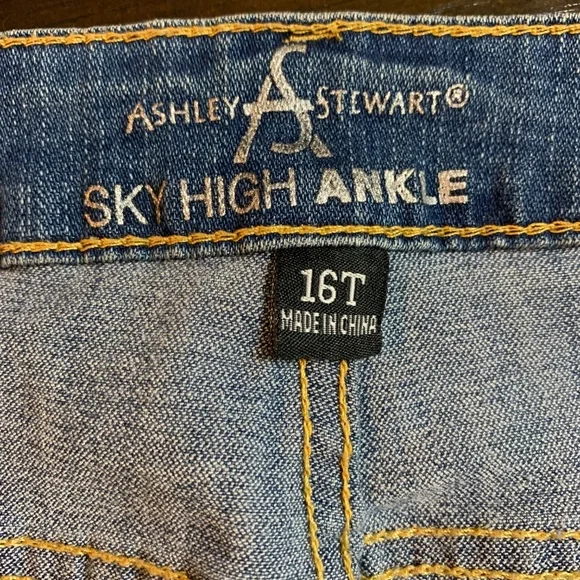 ASHLEY AS STEWART®
SKY HIGH ANKLE
16T
MADE IN CHINA